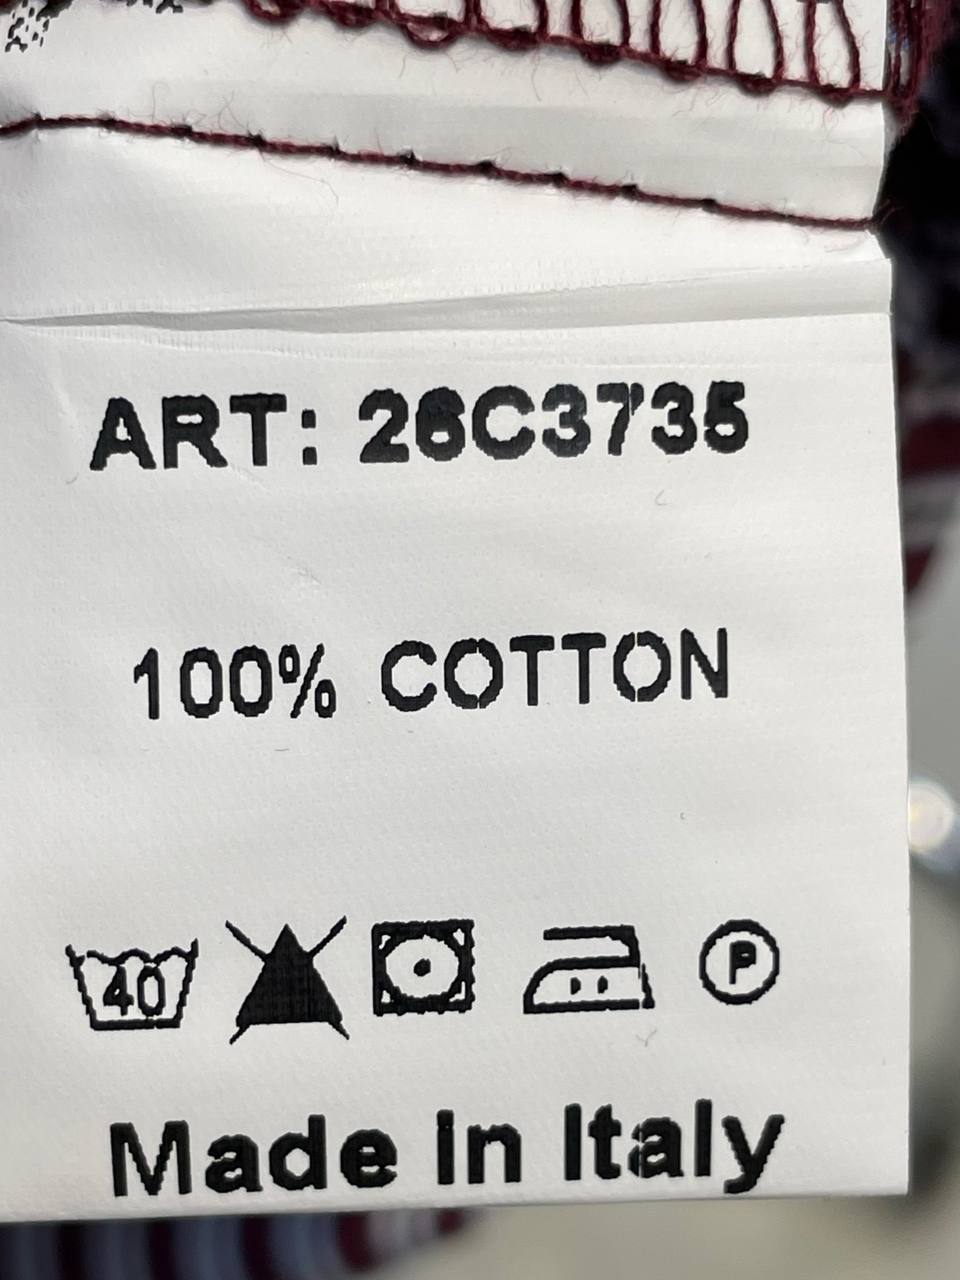 ART: 26C3735
100% COTTON
40 P
Made in Italy